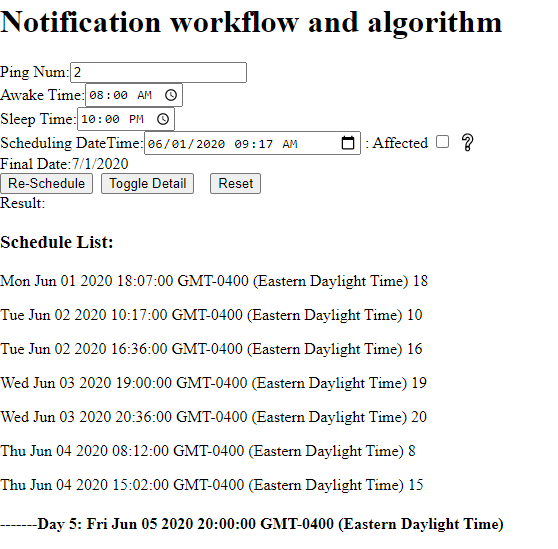 Notification workflow and algorithm
Ping Num:2
Awake Time:08:00 AM
Sleep Time:10:00 PM
Scheduling DateTime:06/01/2020 09:17 AM : Affected ?
Final Date:7/1/2020
Re-Schedule Toggle Detail Reset
Result:
Schedule List:
Mon Jun 01 2020 18:07:00 GMT-0400 (Eastern Daylight Time) 18
Tue Jun 02 2020 10:17:00 GMT-0400 (Eastern Daylight Time) 10
Tue Jun 02 2020 16:36:00 GMT-0400 (Eastern Daylight Time) 16
Wed Jun 03 2020 19:00:00 GMT-0400 (Eastern Daylight Time) 19
Wed Jun 03 2020 20:36:00 GMT-0400 (Eastern Daylight Time) 20
Thu Jun 04 2020 08:12:00 GMT-0400 (Eastern Daylight Time) 8
Thu Jun 04 2020 15:02:00 GMT-0400 (Eastern Daylight Time) 15
-------Day 5: Fri Jun 05 2020 20:00:00 GMT-0400 (Eastern Daylight Time)